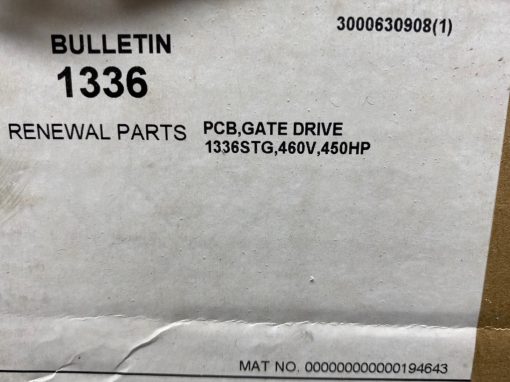 3000630908(1)
BULLETIN
1336
RENEWAL PARTS PCB,GATE DRIVE
1336STG,460V,450HP
MAT NO. 000000000000194643